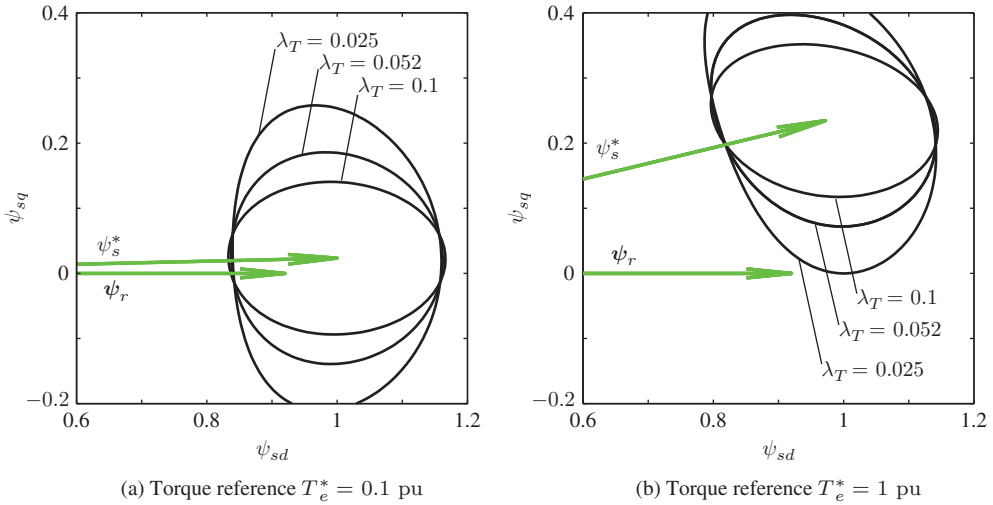 0.4
λ_T = 0.025
λ_T = 0.052
λ_T = 0.1
0.2
ψ_sq
ψ_s^*
0
ψ_r
−0.2
0.6
0.8
1
1.2
ψ_sd
(a) Torque reference T_e^* = 0.1 pu
0.4
0.2
ψ_sq
ψ_s^*
ψ_r
0
λ_T = 0.1
λ_T = 0.052
λ_T = 0.025
−0.2
0.6
0.8
1
1.2
ψ_sd
(b) Torque reference T_e^* = 1 pu